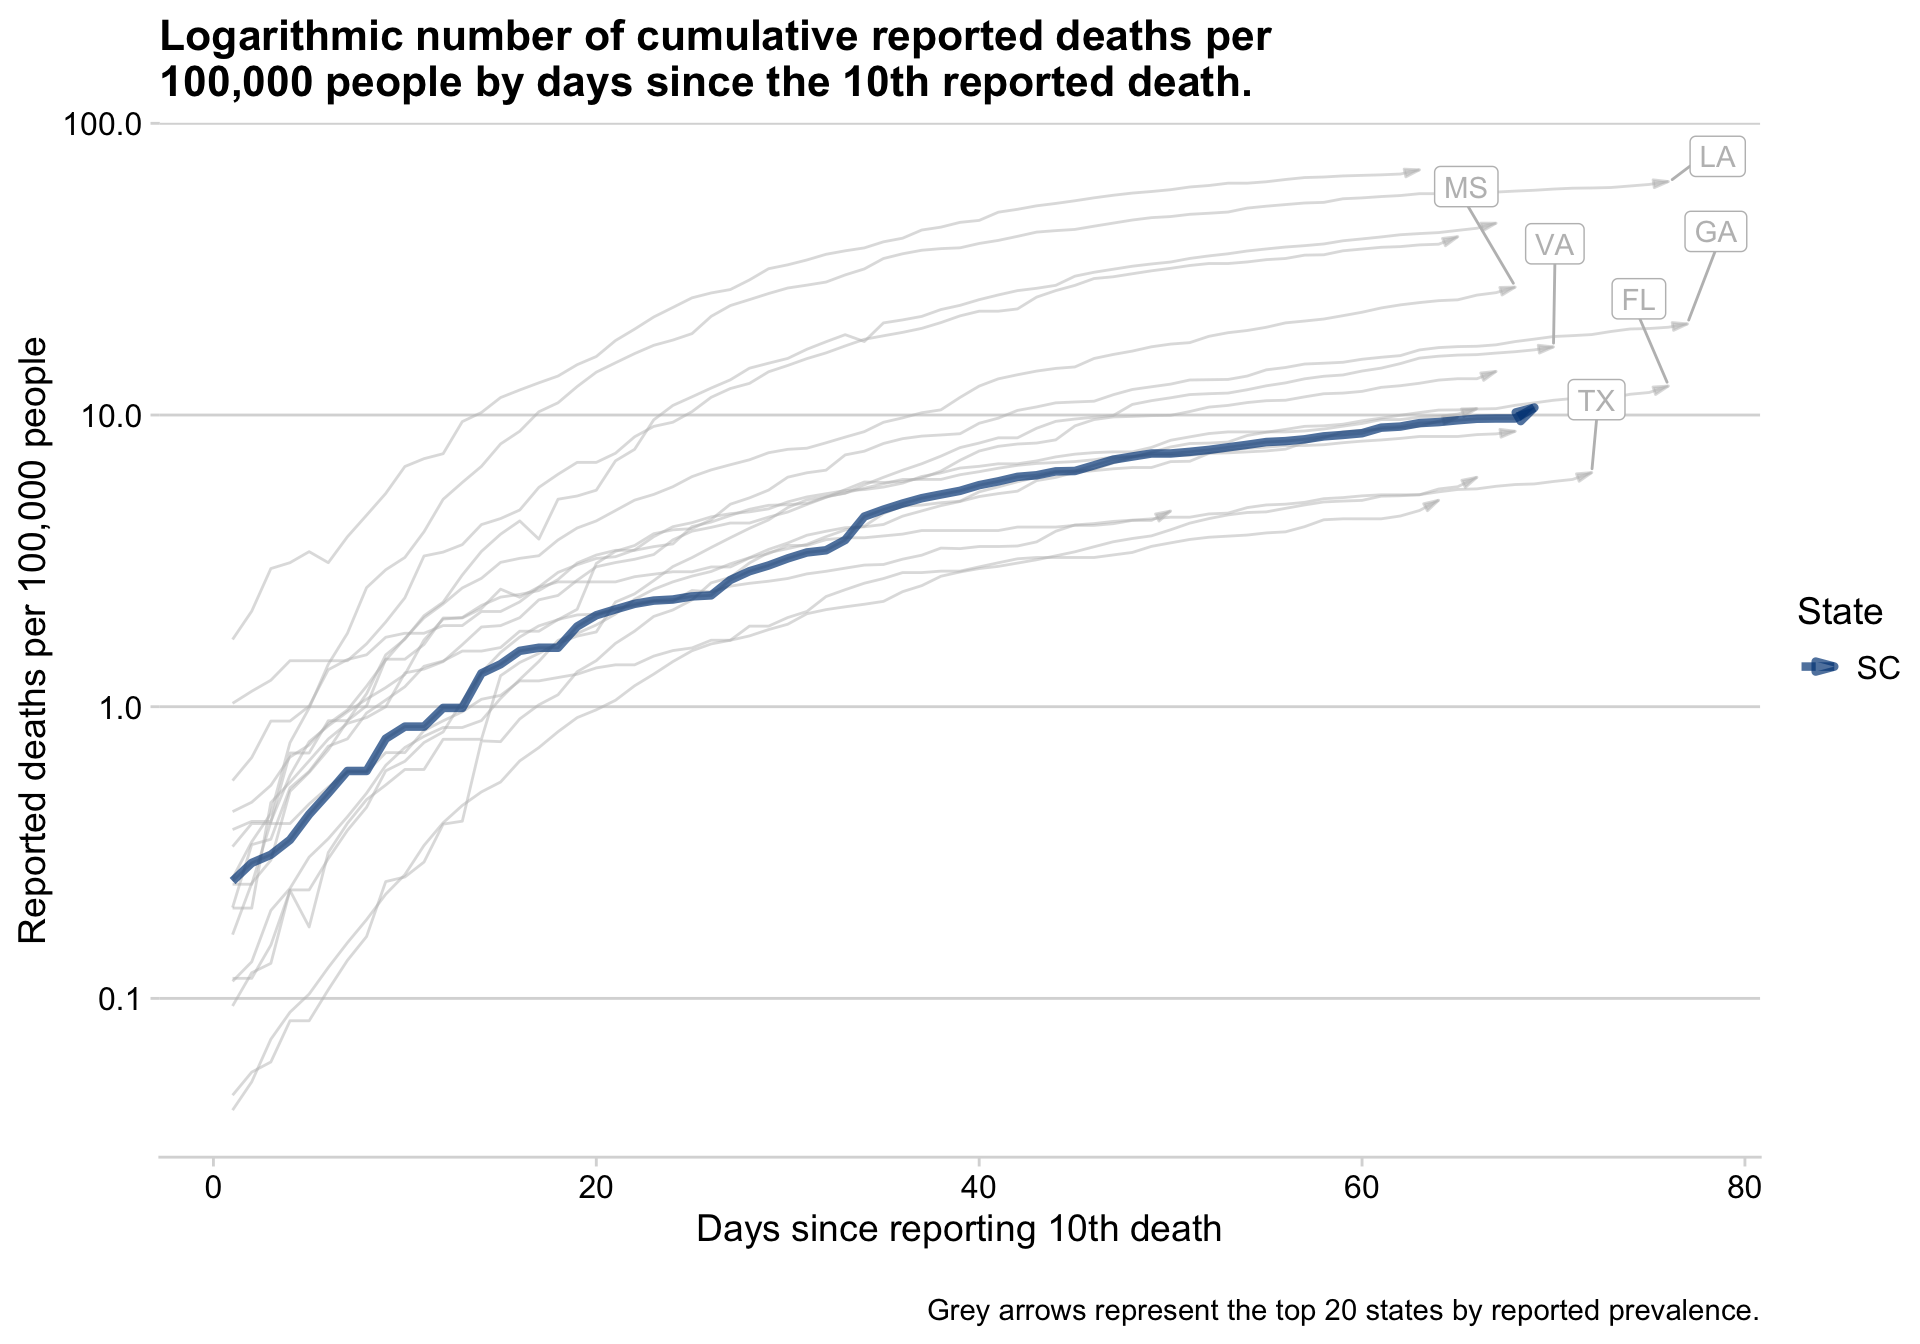 Logarithmic number of cumulative reported deaths per
100,000 people by days since the 10th reported death.
Reported deaths per 100,000 people
100.0
10.0
1.0
0.1
LA
MS
GA
VA
FL
TX
State
SC
0 20 40 60 80
Days since reporting 10th death
Grey arrows represent the top 20 states by reported prevalence.